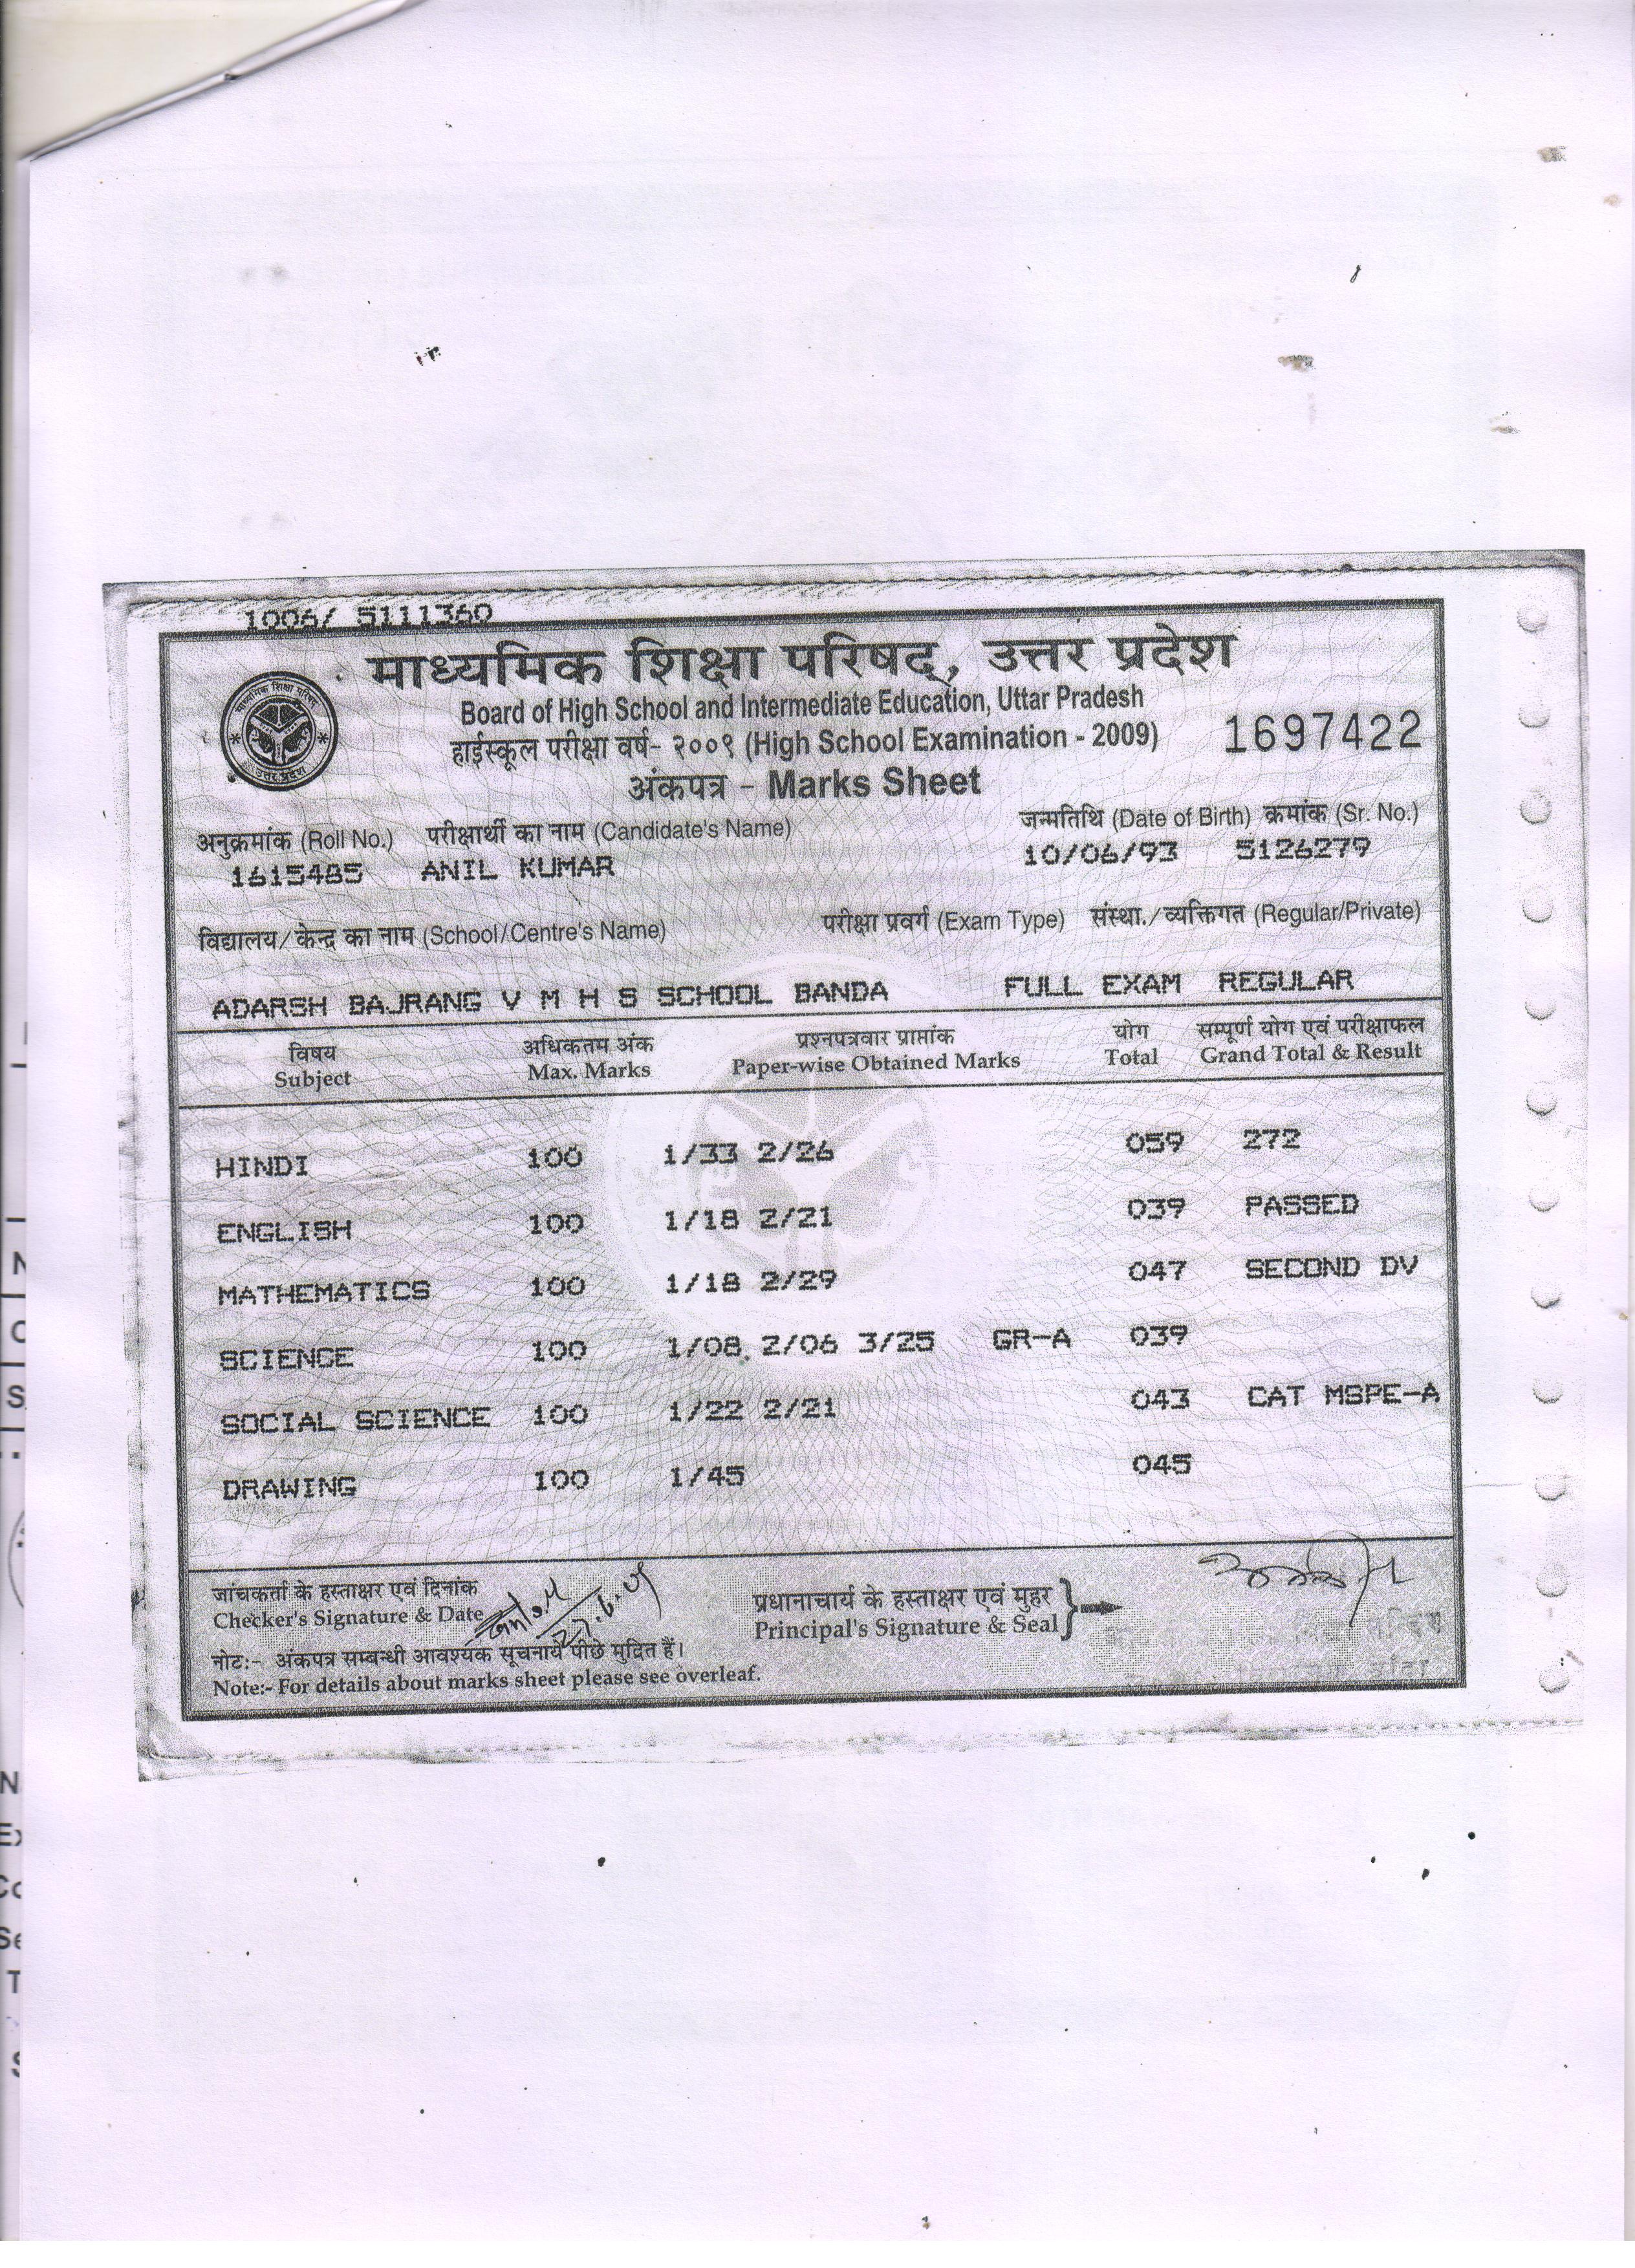 1006/ 5111360
माध्यमिक शिक्षा परिषद्, उत्तर प्रदेश
Board of High School and Intermediate Education, Uttar Pradesh
हाईस्कूल परीक्षा वर्ष- २००९ (High School Examination - 2009) 1697422
अंकपत्र - Marks Sheet
माध्यमिक शिक्षा परिषद्
उत्तर प्रदेश
अनुक्रमांक (Roll No.) परीक्षार्थी का नाम (Candidate's Name) जन्मतिथि (Date of Birth) क्रमांक (Sr. No.)
1615485 ANIL KUMAR 10/06/93 5126279
विद्यालय/केन्द्र का नाम (School/Centre's Name) परीक्षा प्रवर्ग (Exam Type) संस्था./व्यक्तिगत (Regular/Private)
ADARSH BAJRANG V M H S SCHOOL BANDA FULL EXAM REGULAR
विषय अधिकतम अंक प्रश्नपत्रवार प्राप्तांक योग सम्पूर्ण योग एवं परीक्षाफल
Subject Max. Marks Paper-wise Obtained Marks Total Grand Total & Result
HINDI 100 1/33 2/26 059 272
ENGLISH 100 1/18 2/21 039 PASSED
MATHEMATICS 100 1/18 2/29 047 SECOND DV
SCIENCE 100 1/08 2/06 3/25 GR-A 039
SOCIAL SCIENCE 100 1/22 2/21 043 CAT MSPE-A
DRAWING 100 1/45 045
जांचकर्ता के हस्ताक्षर एवं दिनांक
Checker's Signature & Date
प्रधानाचार्य के हस्ताक्षर एवं मुहर
Principal's Signature & Seal
नोट:- अंकपत्र सम्बन्धी आवश्यक सूचनायें पीछे मुद्रित हैं।
Note:- For details about marks sheet please see overleaf.